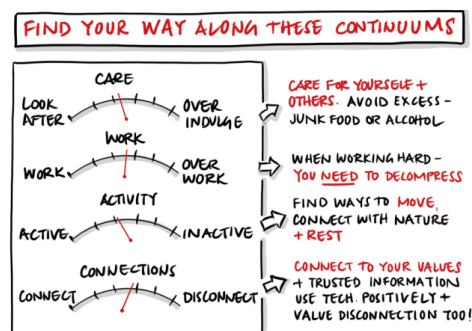 FIND YOUR WAY ALONG THESE CONTINUUMS
CARE
LOOK AFTER
OVER INDULGE
CARE FOR YOURSELF +
OTHERS. AVOID EXCESS -
JUNK FOOD OR ALCOHOL
WORK
WORK
OVER WORK
WHEN WORKING HARD -
YOU NEED TO DECOMPRESS
ACTIVITY
ACTIVE
INACTIVE
FIND WAYS TO MOVE,
CONNECT WITH NATURE
+ REST
CONNECTIONS
CONNECT
DISCONNECT
CONNECT TO YOUR VALUES
+ TRUSTED INFORMATION
USE TECH. POSITIVELY +
VALUE DISCONNECTION TOO!